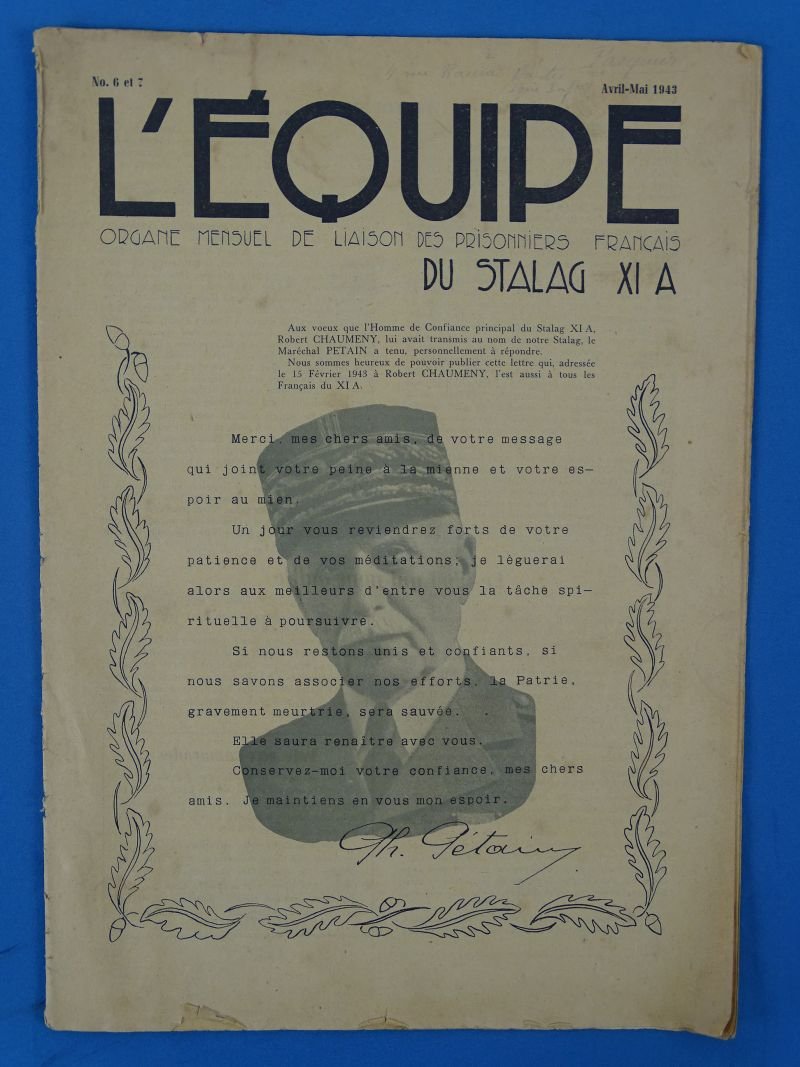 No. 6 et 7
Avril-Mai 1943
L'ÉQUIPE
ORGANE MENSUEL DE LIAISON DES PRISONNIERS FRANÇAIS
DU STALAG XI A
Aux voeux que l'Homme de Confiance principal du Stalag XI A,
Robert CHAUMENY, lui avait transmis au nom de notre Stalag, le
Maréchal PETAIN a tenu, personnellement à répondre.
Nous sommes heureux de pouvoir publier cette lettre qui, adressée
le 15 Février 1943 à Robert CHAUMENY, l'est aussi à tous les
Français du XI A.
Merci, mes chers amis, de votre message
qui joint votre peine à la mienne et votre es-
poir au mien.
Un jour vous reviendrez forts de votre
patience et de vos méditations; je lèguerai
alors aux meilleurs d'entre vous la tâche spi-
rituelle à poursuivre.
Si nous restons unis et confiants, si
nous savons associer nos efforts, la Patrie,
gravement meurtrie, sera sauvée.
Elle saura renaître avec vous.
Conservez-moi votre confiance, mes chers
amis. Je maintiens en vous mon espoir.
Ph. Pétain